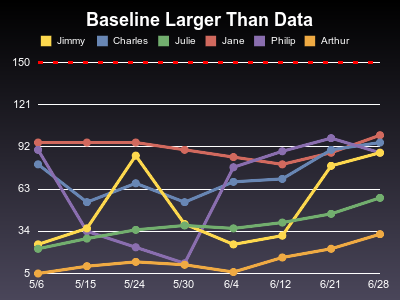 Baseline Larger Than Data
Jimmy Charles Julie Jane Philip Arthur
150
121
92
63
34
5
5/6 5/15 5/24 5/30 6/4 6/12 6/21 6/28